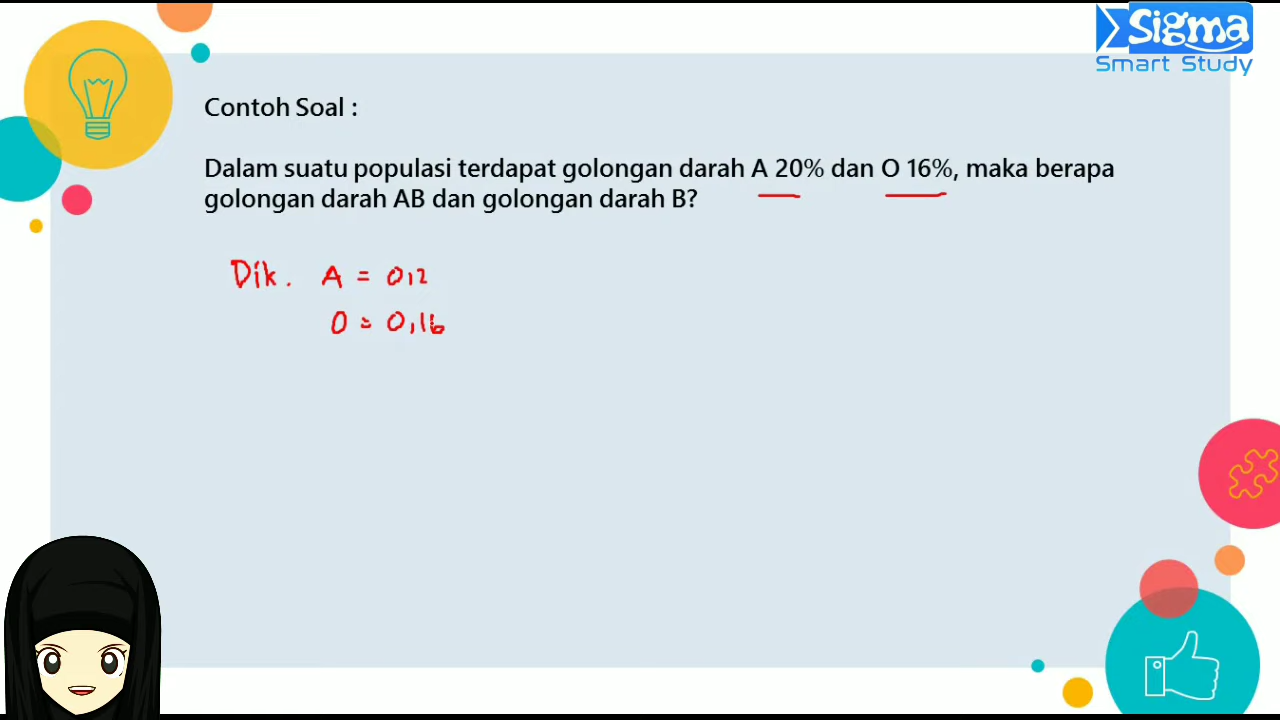 Sigma
Smart Study
Contoh Soal :
Dalam suatu populasi terdapat golongan darah A 20% dan O 16%, maka berapa
golongan darah AB dan golongan darah B?
Dik. A = 0,2
O = 0,16